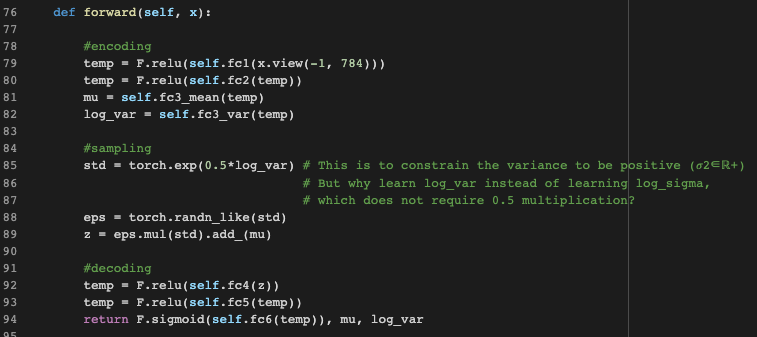 76 def forward(self, x):
77
78 #encoding
79 temp = F.relu(self.fc1(x.view(-1, 784)))
80 temp = F.relu(self.fc2(temp))
81 mu = self.fc3_mean(temp)
82 log_var = self.fc3_var(temp)
83
84 #sampling
85 std = torch.exp(0.5*log_var) # This is to constrain the variance to be positive (σ2∈ℝ+)
86 # But why learn log_var instead of learning log_sigma,
87 # which does not require 0.5 multiplication?
88 eps = torch.randn_like(std)
89 z = eps.mul(std).add_(mu)
90
91 #decoding
92 temp = F.relu(self.fc4(z))
93 temp = F.relu(self.fc5(temp))
94 return F.sigmoid(self.fc6(temp)), mu, log_var
95